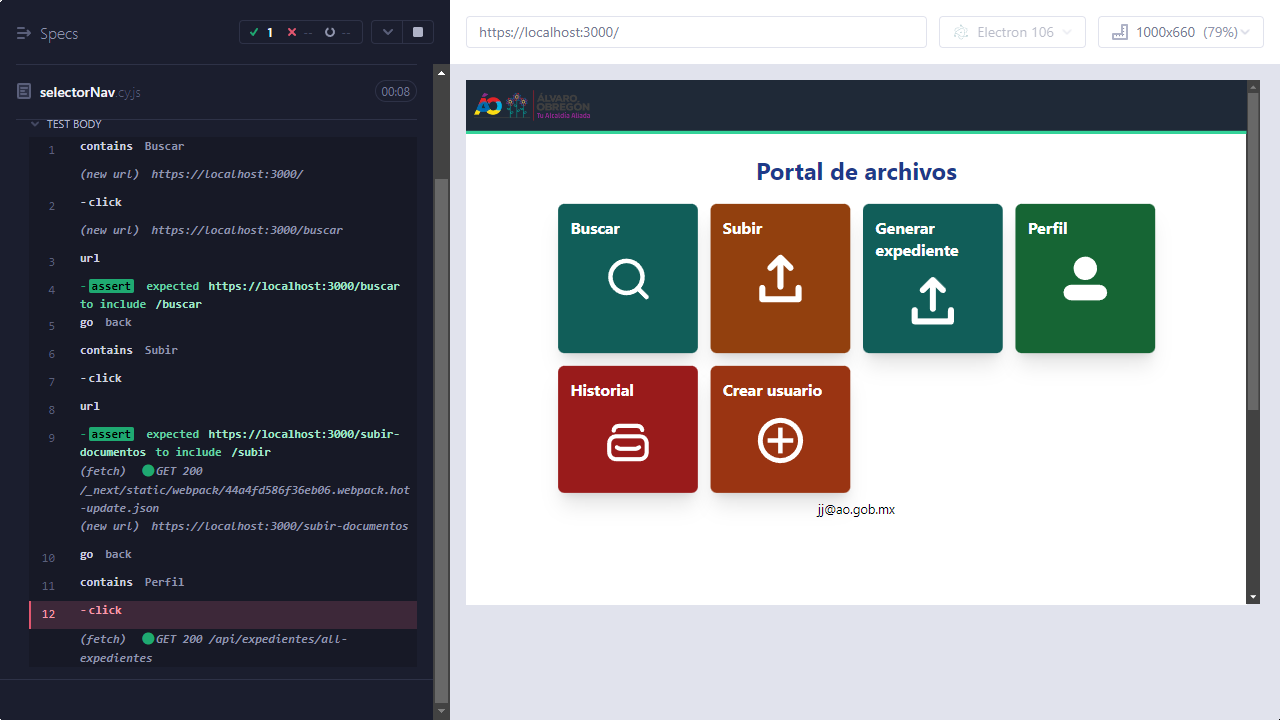 Specs
1
--
--
selectorNav.cy.js
00:08
TEST BODY
1 contains Buscar
(new url) https://localhost:3000/
2 -click
(new url) https://localhost:3000/buscar
3 url
4 -assert expected https://localhost:3000/buscar
to include /buscar
5 go back
6 contains Subir
7 -click
8 url
9 -assert expected https://localhost:3000/subir-
documentos to include /subir
(fetch) GET 200
/_next/static/webpack/44a4fd586f36eb06.webpack.hot
-update.json
(new url) https://localhost:3000/subir-documentos
10 go back
11 contains Perfil
12 -click
(fetch) GET 200 /api/expedientes/all-
expedientes
https://localhost:3000/
Electron 106
1000x660 (79%)
ÁO
ÁLVARO
OBREGÓN
Tu Alcaldía Aliada
Portal de archivos
Buscar
Subir
Generar
expediente
Perfil
Historial
Crear usuario
jj@ao.gob.mx